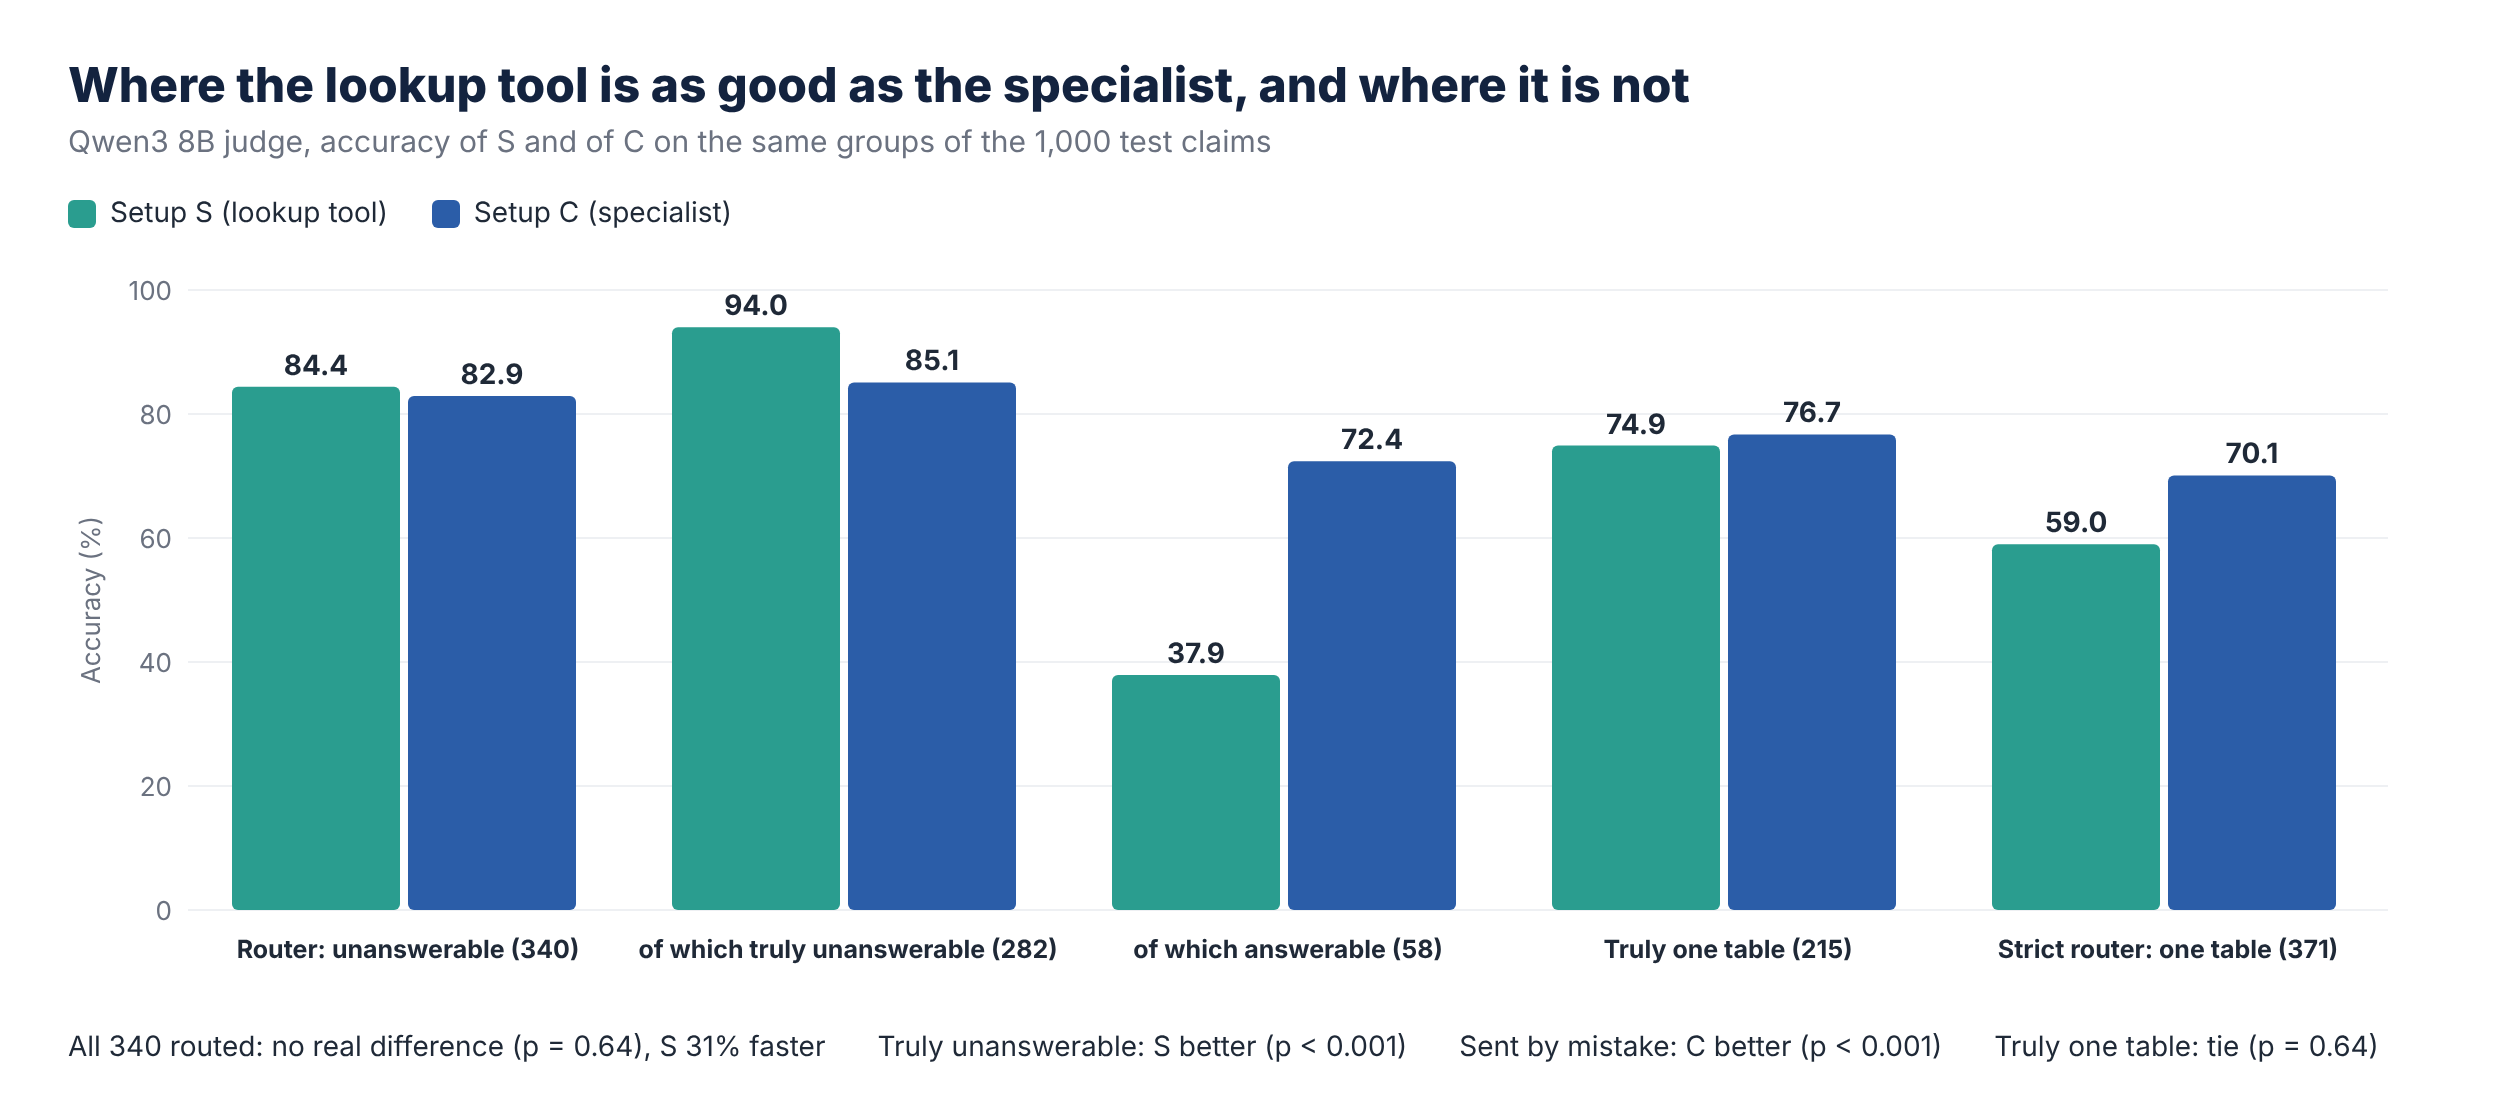 Where the lookup tool is as good as the specialist, and where it is not
Qwen3 8B judge, accuracy of S and of C on the same groups of the 1,000 test claims
Setup S (lookup tool)
Setup C (specialist)
Accuracy (%)
100
80
60
40
20
0
84.4
82.9
94.0
85.1
37.9
72.4
74.9
76.7
59.0
70.1
Router: unanswerable (340)
of which truly unanswerable (282)
of which answerable (58)
Truly one table (215)
Strict router: one table (371)
All 340 routed: no real difference (p = 0.64), S 31% faster
Truly unanswerable: S better (p < 0.001)
Sent by mistake: C better (p < 0.001)
Truly one table: tie (p = 0.64)